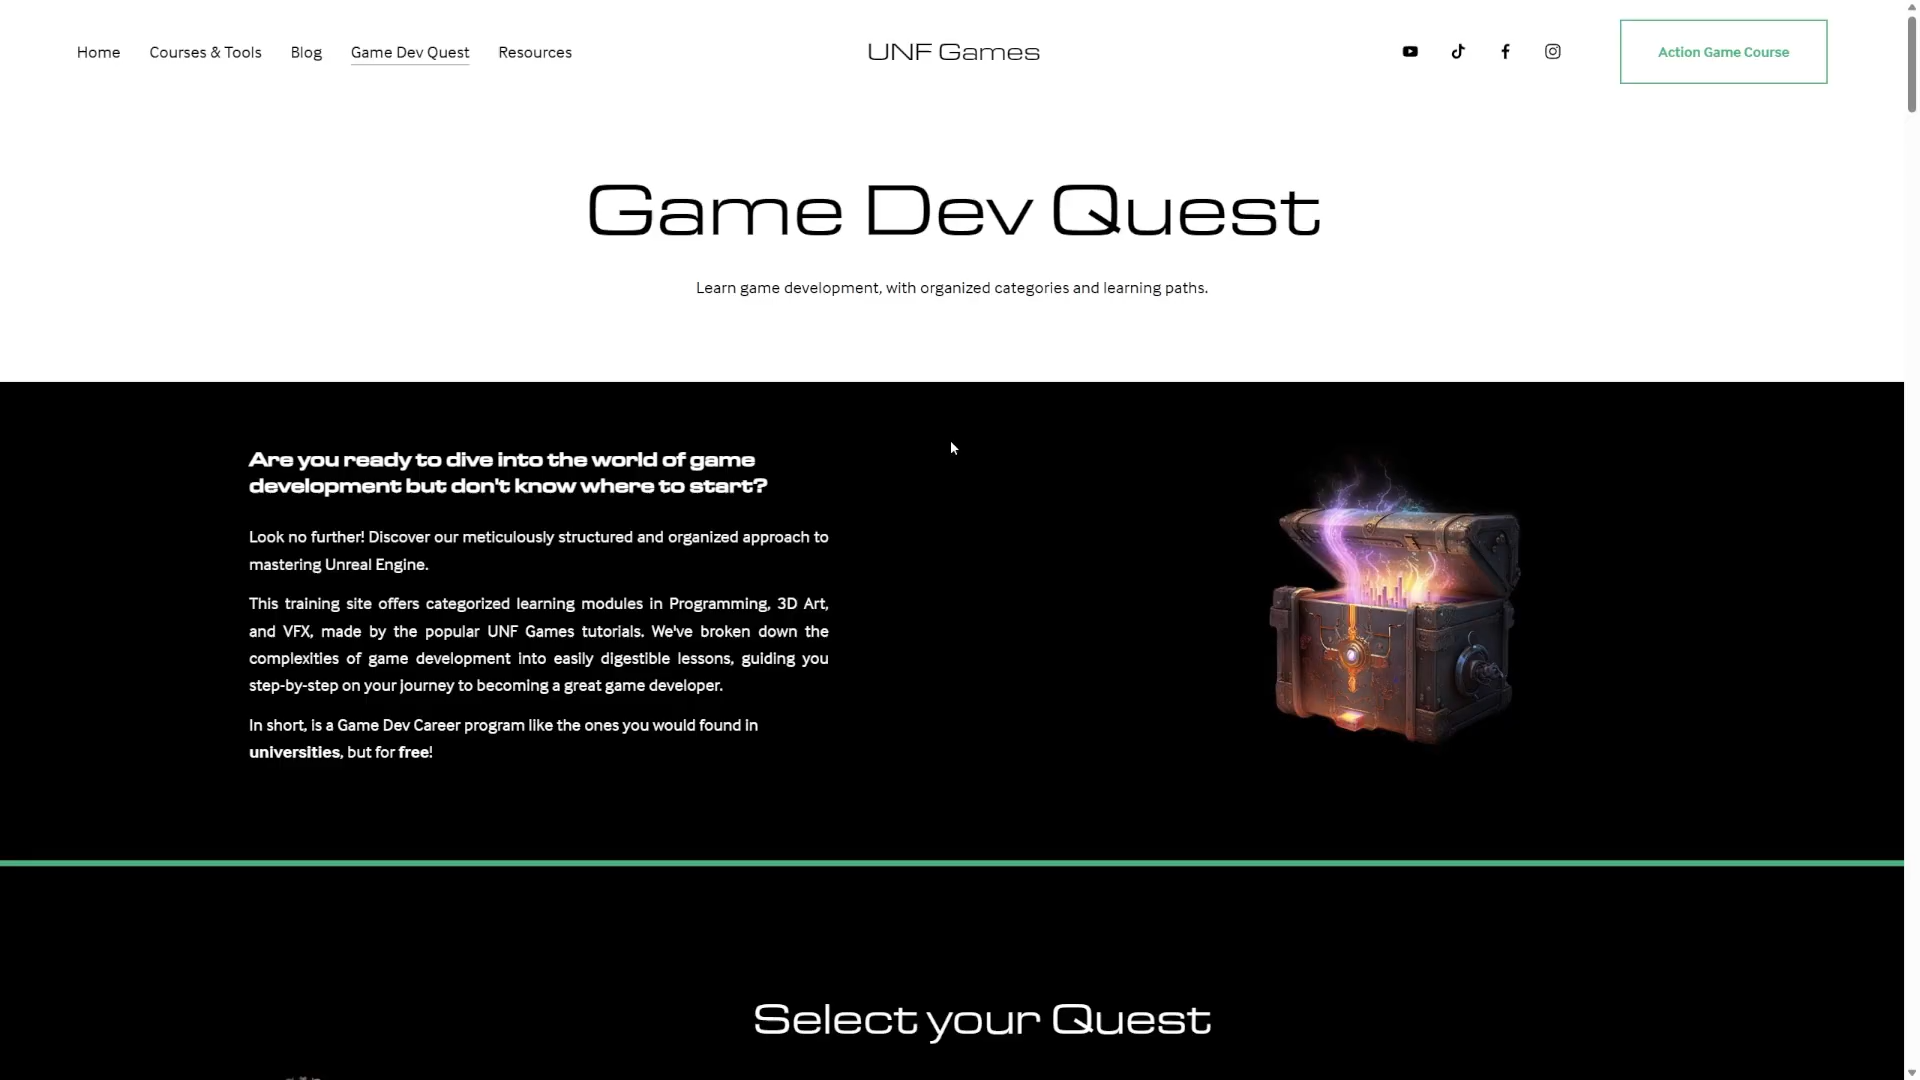 Home
Courses & Tools
Blog
Game Dev Quest
Resources
UNF Games
Action Game Course
Game Dev Quest
Learn game development, with organized categories and learning paths.
Are you ready to dive into the world of game
development but don't know where to start?
Look no further! Discover our meticulously structured and organized approach to
mastering Unreal Engine.
This training site offers categorized learning modules in Programming, 3D Art,
and VFX, made by the popular UNF Games tutorials. We've broken down the
complexities of game development into easily digestible lessons, guiding you
step-by-step on your journey to becoming a great game developer.
In short, is a Game Dev Career program like the ones you would found in
universities, but for free!
Select your Quest